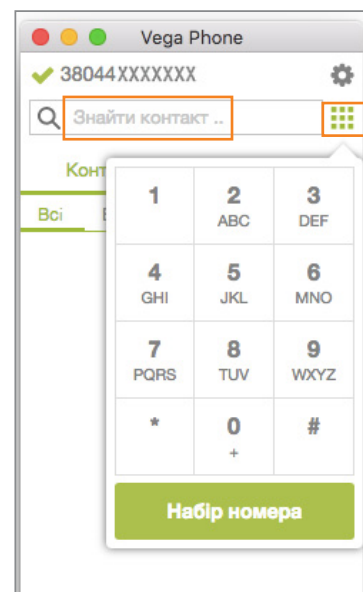 Vega Phone
38044XXXXXXX
Знайти контакт ..
Конт
Всі
1 2 3
ABC DEF
4 5 6
GHI JKL MNO
7 8 9
PQRS TUV WXYZ
* 0 #
+
Набір номера